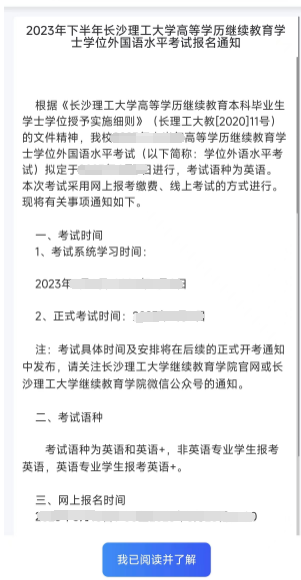 2023年下半年长沙理工大学高等学历继续教育学
士学位外国语水平考试报名通知
根据《长沙理工大学高等学历继续教育本科毕业生
学士学位授予实施细则》（长理工大教[2020]11号）
的文件精神，我校高等学历继续教育学
士学位外国语水平考试（以下简称：学位外语水平考
试）拟定于日进行，考试语种为英语。
本次考试采用网上报考缴费、线上考试的方式进行。
现将有关事项通知如下。
一、考试时间
1、考试系统学习时间：
2023年
2、正式考试时间：
注：考试具体时间及安排将在后续的正式开考通知
中发布，请关注长沙理工大学继续教育学院官网或长
沙理工大学继续教育学院微信公众号的通知。
二、考试语种
考试语种为英语和英语+，非英语专业学生报考
英语，英语专业学生报考英语+。
三、网上报名时间
我已阅读并了解